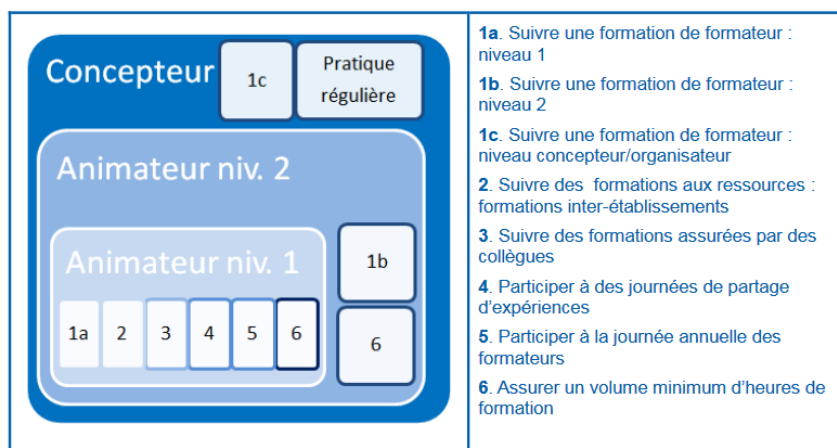 Concepteur
1c
Pratique
régulière
Animateur niv. 2
Animateur niv. 1
1a
2
3
4
5
6
1b
6
1a. Suivre une formation de formateur :
niveau 1
1b. Suivre une formation de formateur :
niveau 2
1c. Suivre une formation de formateur :
niveau concepteur/organisateur
2. Suivre des formations aux ressources :
formations inter-établissements
3. Suivre des formations assurées par des
collègues
4. Participer à des journées de partage
d’expériences
5. Participer à la journée annuelle des
formateurs
6. Assurer un volume minimum d’heures de
formation